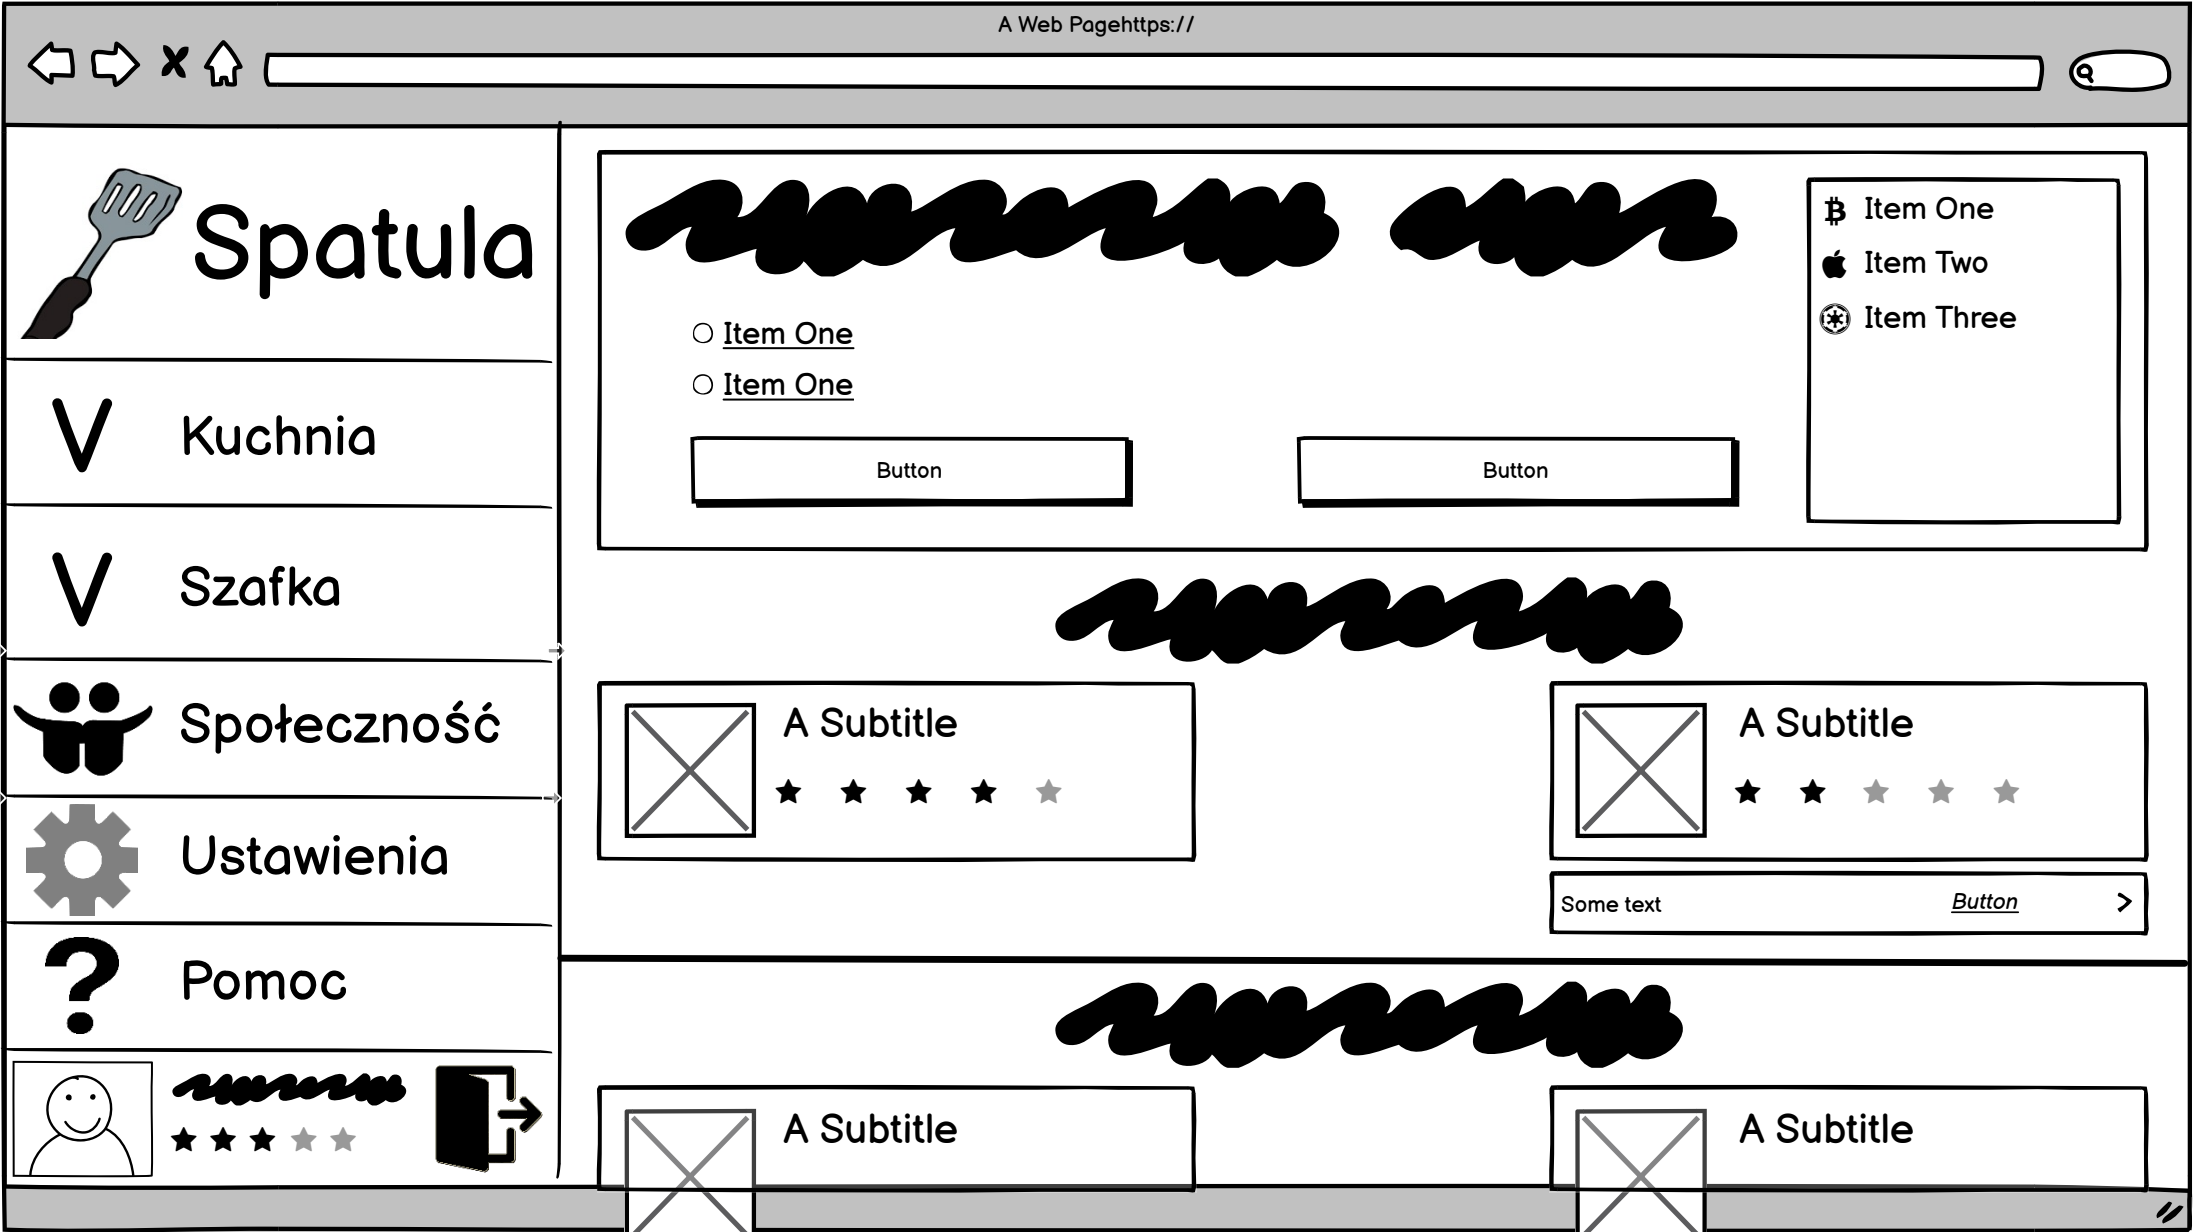 A Web Pagehttps://
Spatula
V Kuchnia
V Szafka
Społeczność
Ustawienia
? Pomoc
Item One
Item One
Button
Button
Item One
Item Two
Item Three
A Subtitle
A Subtitle
Some text
Button
A Subtitle
A Subtitle